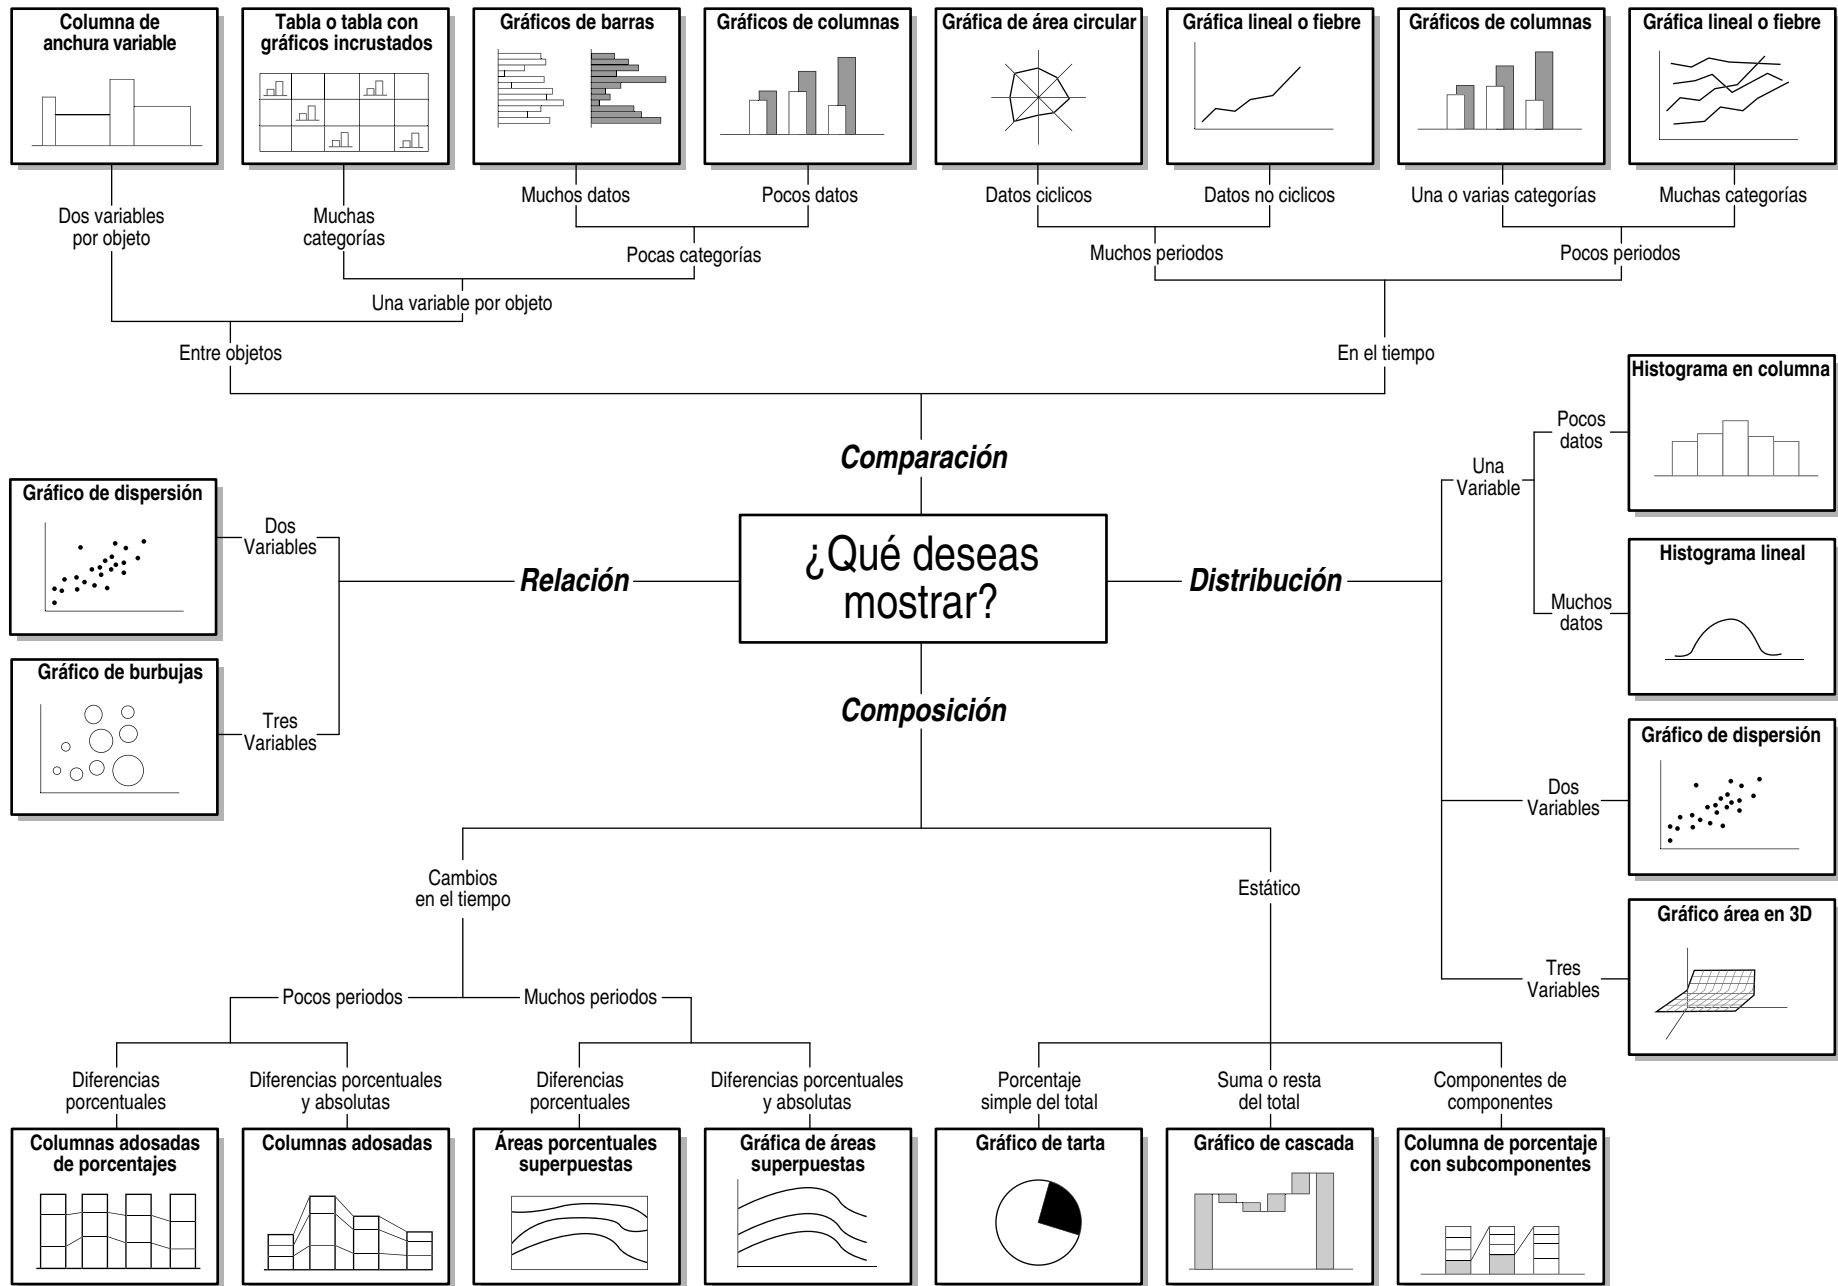 Columna de
anchura variable
Tabla o tabla con
gráficos incrustados
Gráficos de barras
Gráficos de columnas
Gráfica de área circular
Gráfica lineal o fiebre
Gráficos de columnas
Gráfica lineal o fiebre
Dos variables
por objeto
Muchas
categorías
Muchos datos
Pocos datos
Datos ciclicos
Datos no ciclicos
Una o varias categorías
Muchas categorías
Pocas categorías
Muchos periodos
Pocos periodos
Una variable por objeto
Entre objetos
En el tiempo
Comparación
¿Qué deseas
mostrar?
Relación
Dos
Variables
Gráfico de dispersión
Tres
Variables
Gráfico de burbujas
Distribución
Una
Variable
Pocos
datos
Histograma en columna
Muchos
datos
Histograma lineal
Dos
Variables
Gráfico de dispersión
Tres
Variables
Gráfico área en 3D
Composición
Cambios
en el tiempo
Estático
Pocos periodos
Muchos periodos
Diferencias
porcentuales
Diferencias porcentuales
y absolutas
Diferencias
porcentuales
Diferencias porcentuales
y absolutas
Porcentaje
simple del total
Suma o resta
del total
Componentes de
componentes
Columnas adosadas
de porcentajes
Columnas adosadas
Áreas porcentuales
superpuestas
Gráfica de áreas
superpuestas
Gráfico de tarta
Gráfico de cascada
Columna de porcentaje
con subcomponentes